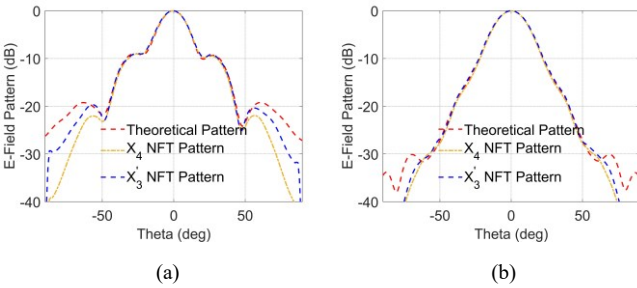 0
-10
-20
-30
-40
E-Field Pattern (dB)
Theoretical Pattern
X4 NFT Pattern
X'3 NFT Pattern
-50
0
50
Theta (deg)
(a)
0
-10
-20
-30
-40
E-Field Pattern (dB)
Theoretical Pattern
X4 NFT Pattern
X'3 NFT Pattern
-50
0
50
Theta (deg)
(b)